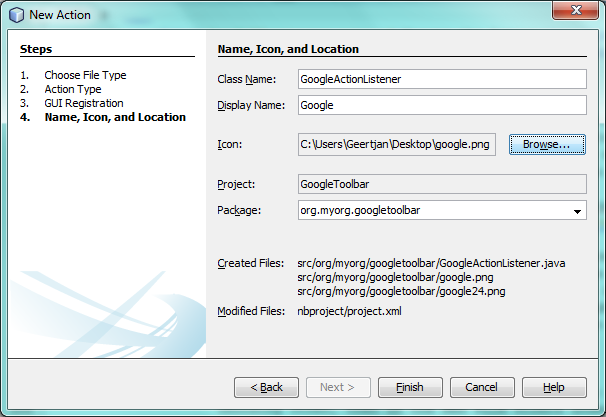 New Action
Steps
1. Choose File Type
2. Action Type
3. GUI Registration
4. Name, Icon, and Location
Name, Icon, and Location
Class Name: GoogleActionListener
Display Name: Google
Icon: C:\Users\Geertjan\Desktop\google.png Browse...
Project: GoogleToolbar
Package: org.myorg.googletoolbar
Created Files: src/org/myorg/googletoolbar/GoogleActionListener.java
src/org/myorg/googletoolbar/google.png
src/org/myorg/googletoolbar/google24.png
Modified Files: nbproject/project.xml
< Back Next > Finish Cancel Help